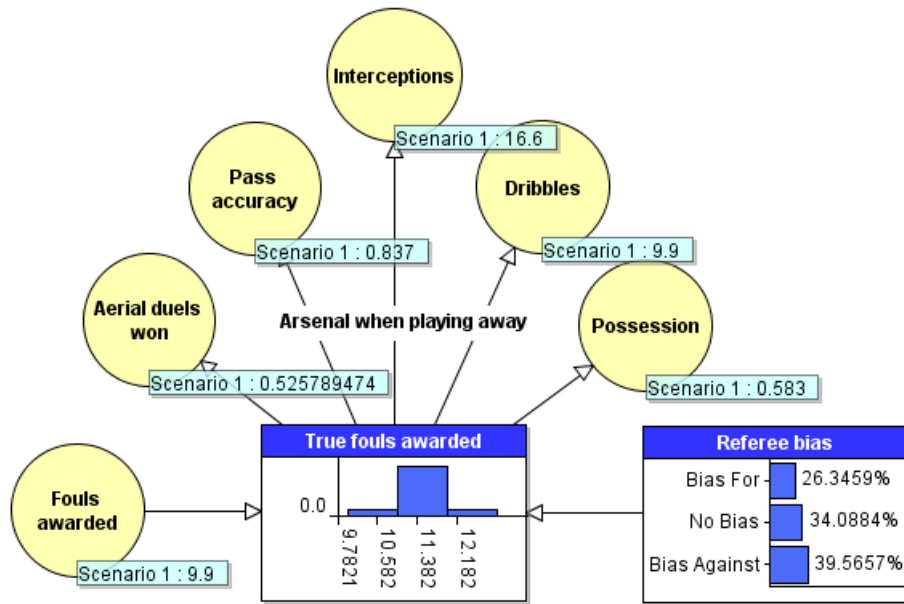 Interceptions
Scenario 1 : 16.6
Pass
accuracy
Scenario 1 : 0.837
Dribbles
Scenario 1 : 9.9
Aerial duels
won
Scenario 1 : 0.525789474
Arsenal when playing away
Possession
Scenario 1 : 0.583
Fouls
awarded
Scenario 1 : 9.9
True fouls awarded
0.0
9.7821
10.582
11.382
12.182
Referee bias
Bias For
26.3459%
No Bias
34.0884%
Bias Against
39.5657%